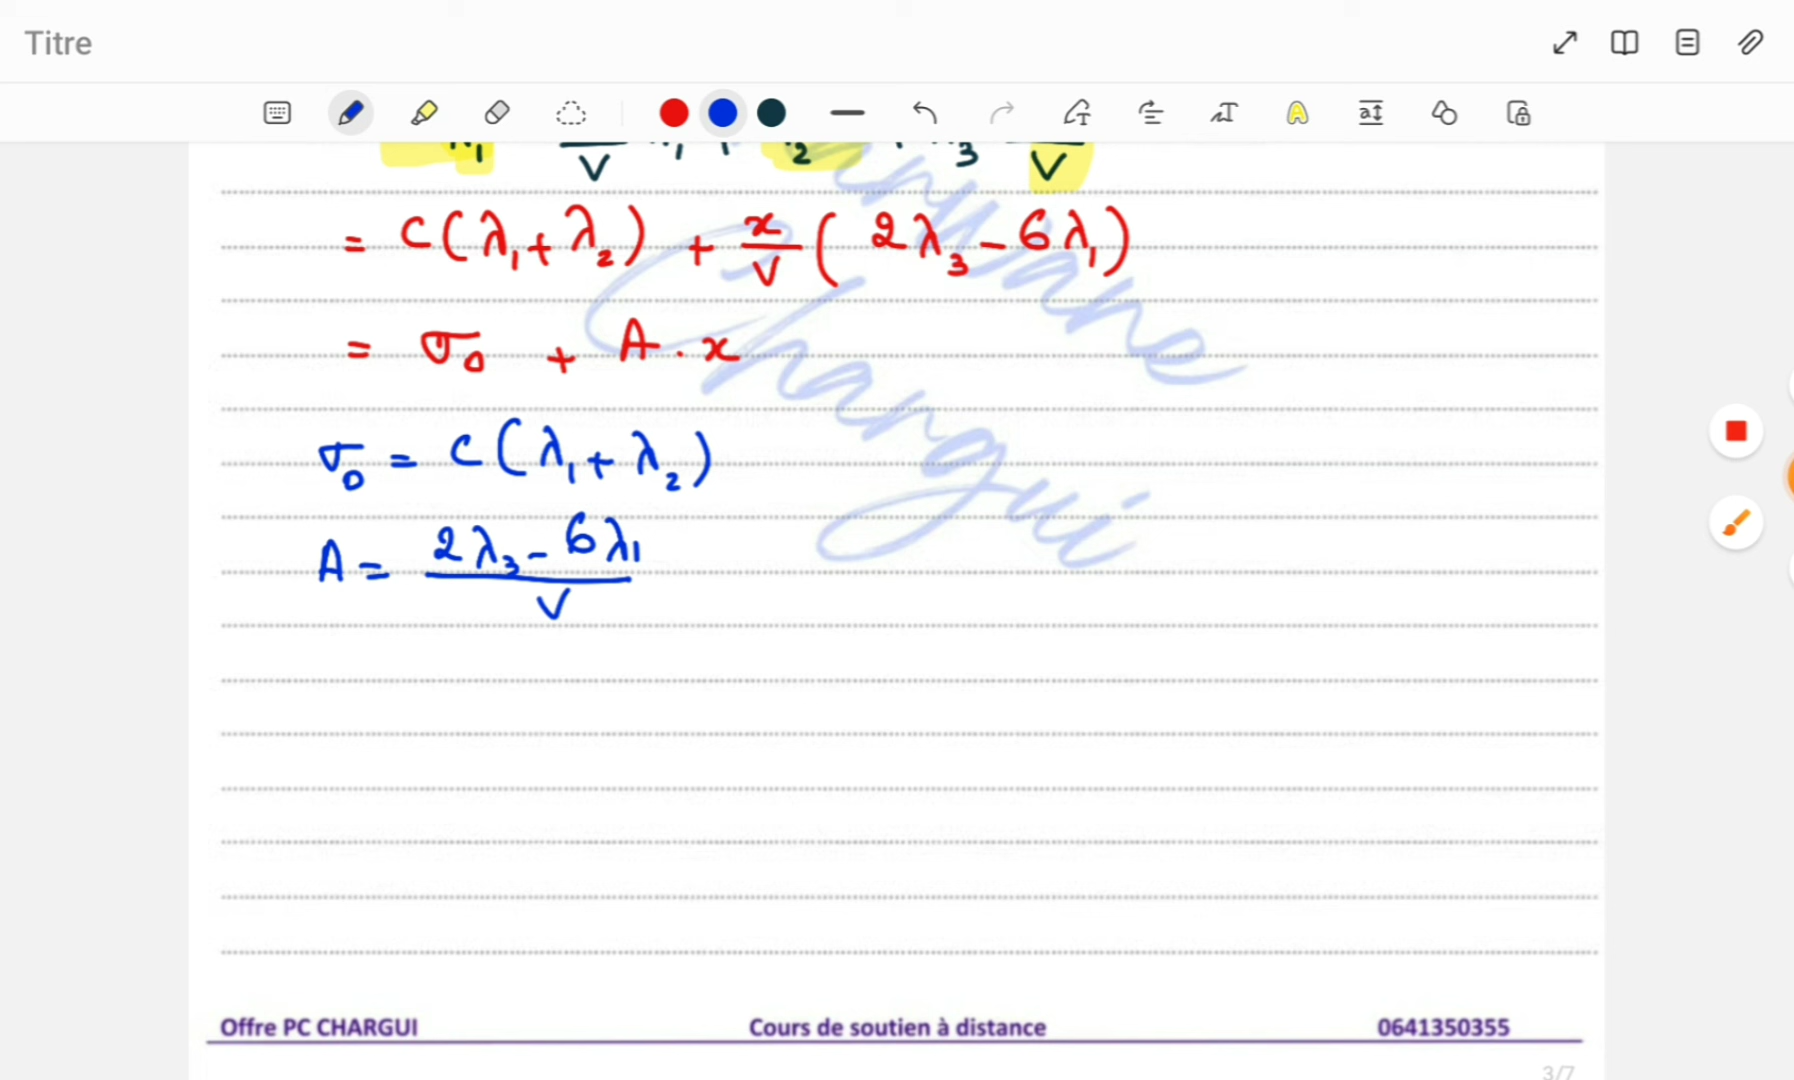 Titre
V V
= C(λ₁ + λ₂) + x/V (2λ₃ - 6λ₁)
= σ₀ + A . x
σ₀ = C(λ₁ + λ₂)
A = (2λ₃ - 6λ₁)/V
Chargui
Offre PC CHARGUI Cours de soutien à distance 0641350355
3/7